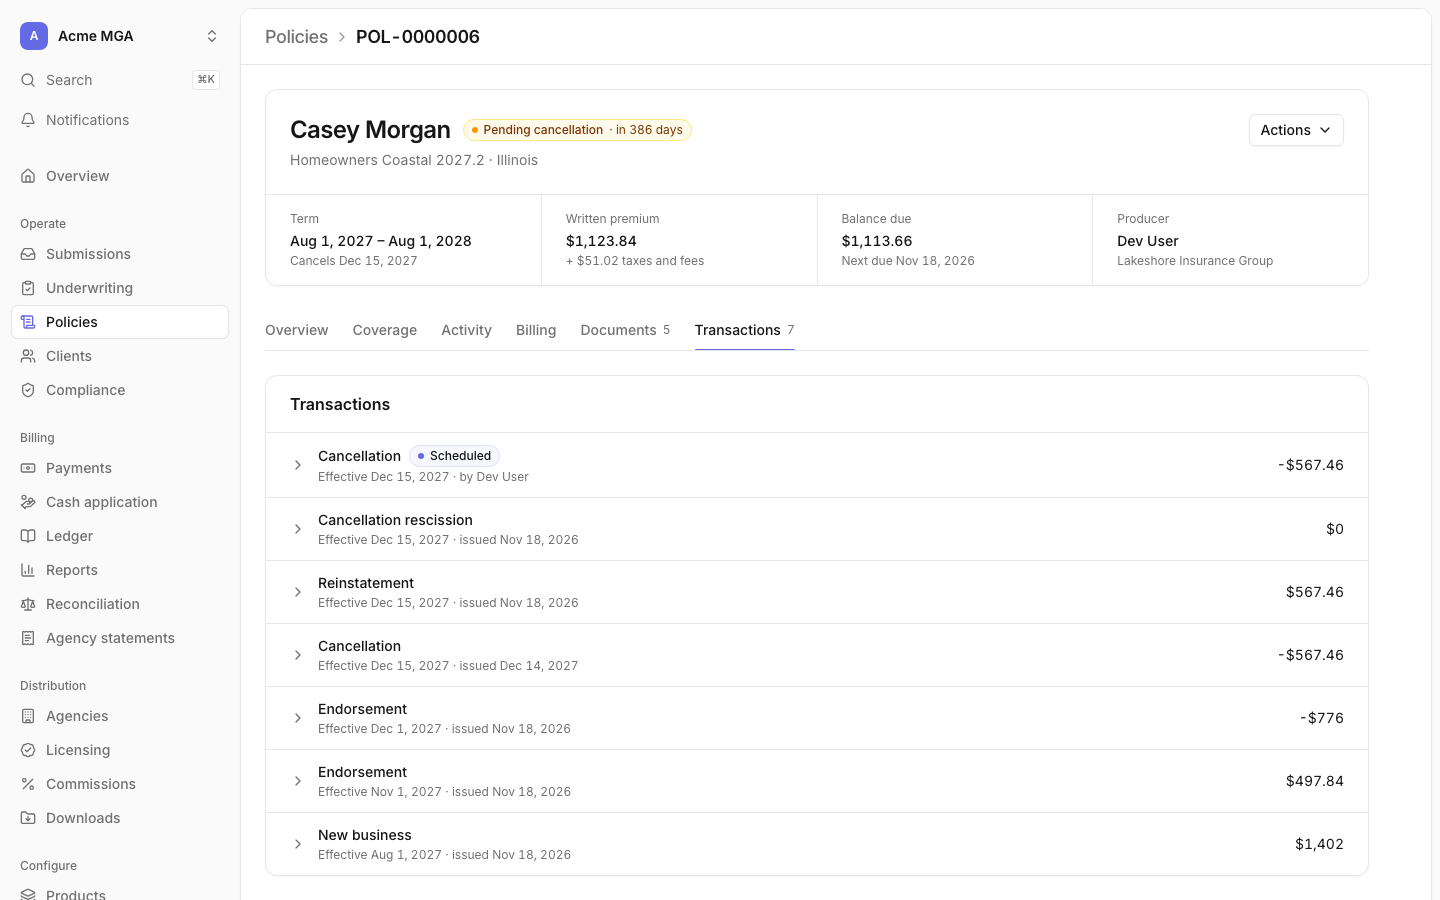 A
Acme MGA
Search
⌘K
Notifications
Overview
Operate
Submissions
Underwriting
Policies
Clients
Compliance
Billing
Payments
Cash application
Ledger
Reports
Reconciliation
Agency statements
Distribution
Agencies
Licensing
Commissions
Downloads
Configure
Products
Policies > POL-0000006
Casey Morgan
Pending cancellation · in 386 days
Actions
Homeowners Coastal 2027.2 · Illinois
Term
Aug 1, 2027 – Aug 1, 2028
Cancels Dec 15, 2027
Written premium
$1,123.84
+ $51.02 taxes and fees
Balance due
$1,113.66
Next due Nov 18, 2026
Producer
Dev User
Lakeshore Insurance Group
Overview Coverage Activity Billing Documents 5 Transactions 7
Transactions
Cancellation Scheduled
Effective Dec 15, 2027 · by Dev User
-$567.46
Cancellation rescission
Effective Dec 15, 2027 · issued Nov 18, 2026
$0
Reinstatement
Effective Dec 15, 2027 · issued Nov 18, 2026
$567.46
Cancellation
Effective Dec 15, 2027 · issued Dec 14, 2027
-$567.46
Endorsement
Effective Dec 1, 2027 · issued Nov 18, 2026
-$776
Endorsement
Effective Nov 1, 2027 · issued Nov 18, 2026
$497.84
New business
Effective Aug 1, 2027 · issued Nov 18, 2026
$1,402